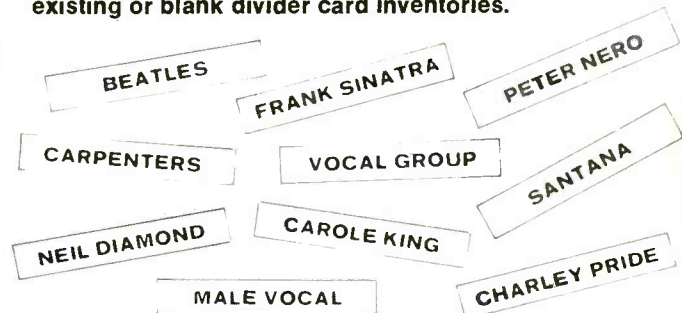 existing or blank divider card inventories.
BEATLES
FRANK SINATRA
PETER NERO
CARPENTERS
VOCAL GROUP
SANTANA
NEIL DIAMOND
CAROLE KING
MALE VOCAL
CHARLEY PRIDE